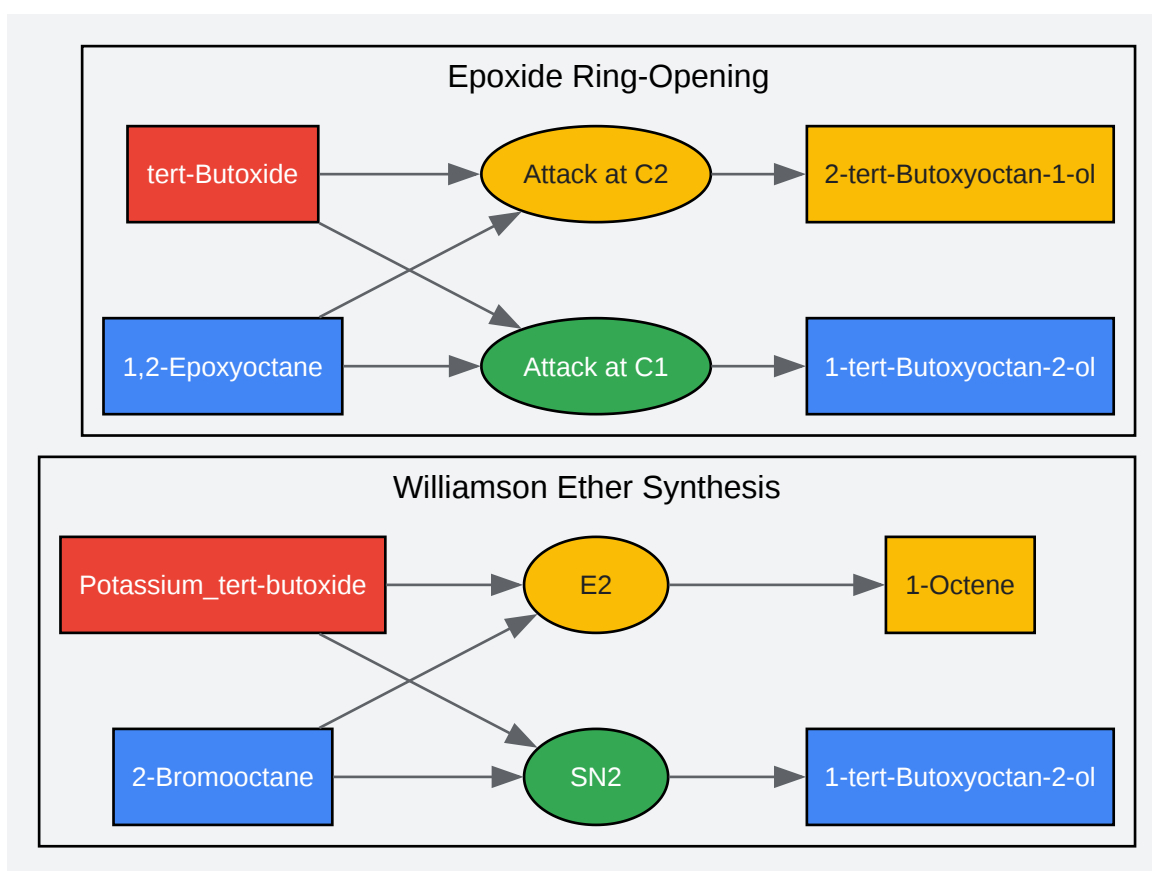 Epoxide Ring-Opening
tert-Butoxide
Attack at C2
2-tert-Butoxyoctan-1-ol
1,2-Epoxyoctane
Attack at C1
1-tert-Butoxyoctan-2-ol
Williamson Ether Synthesis
Potassium_tert-butoxide
E2
1-Octene
2-Bromooctane
SN2
1-tert-Butoxyoctan-2-ol